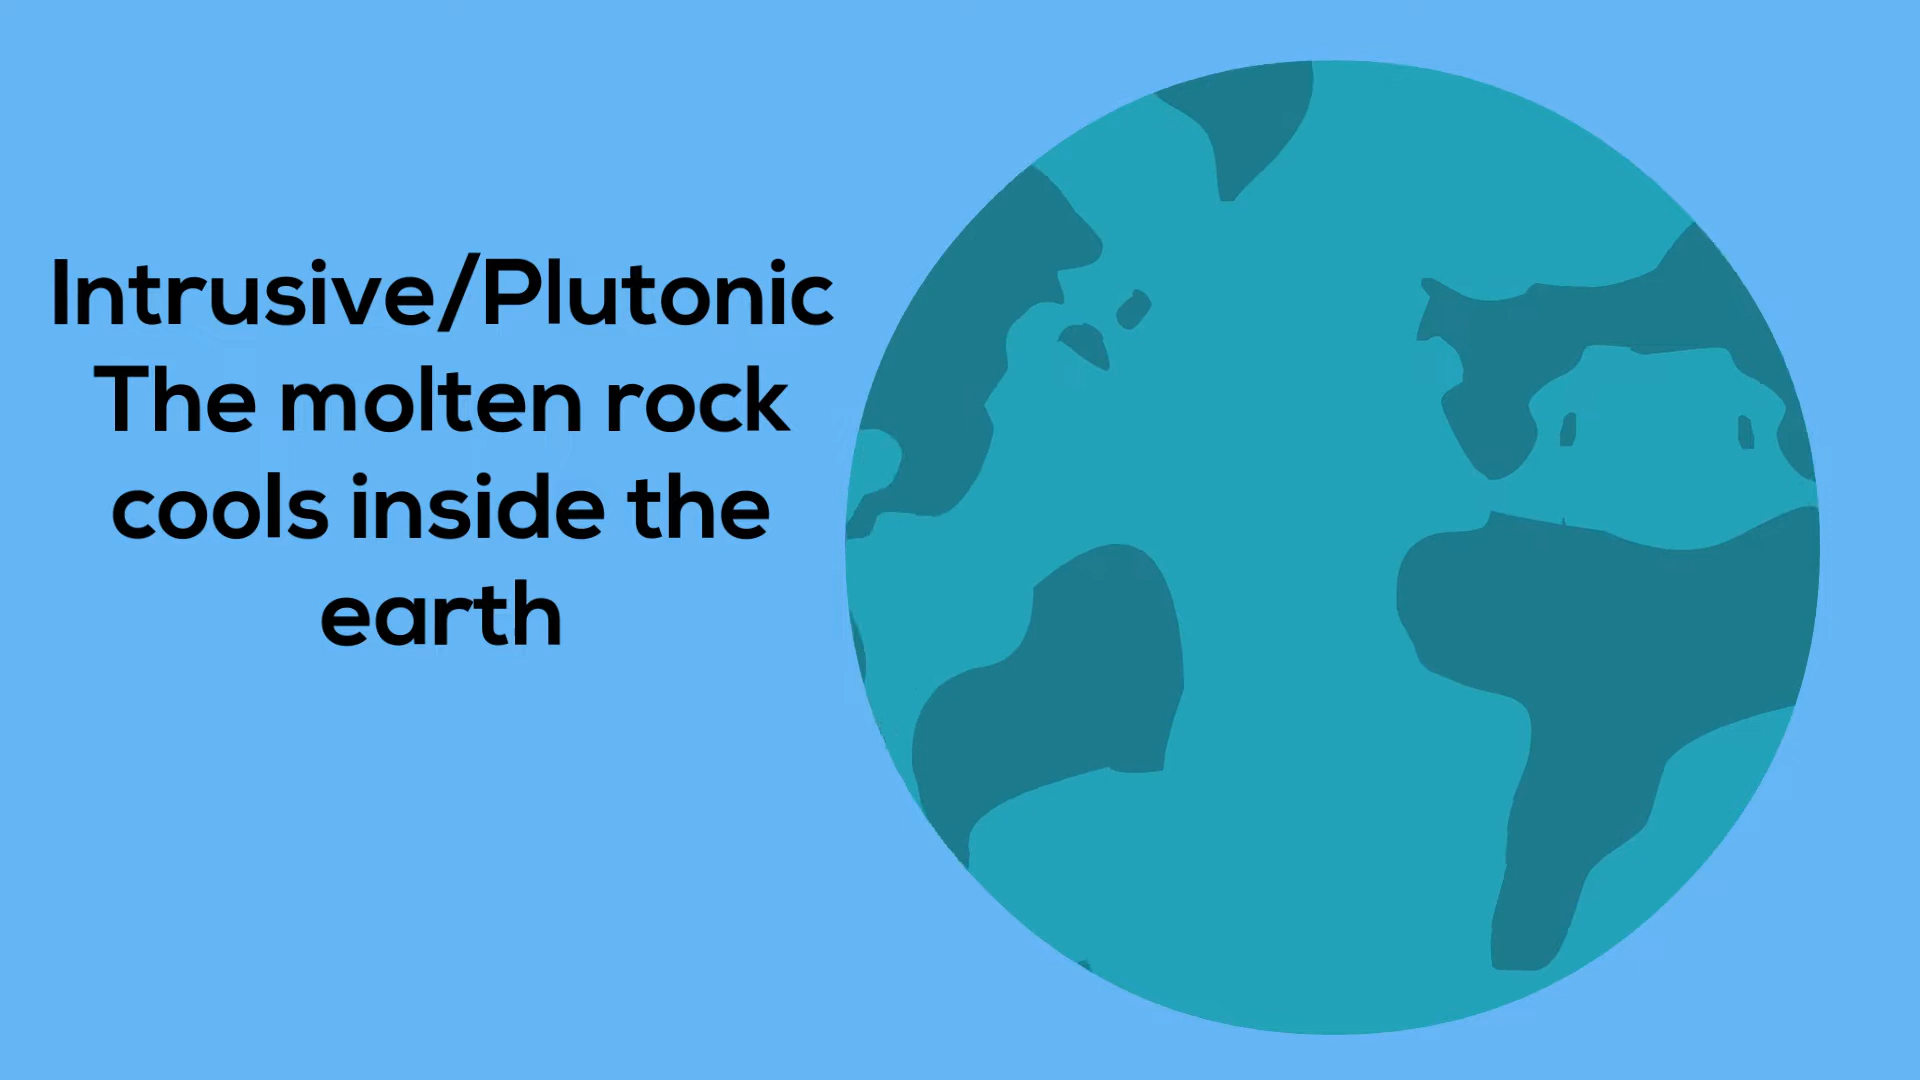 Intrusive/Plutonic
The molten rock
cools inside the
earth